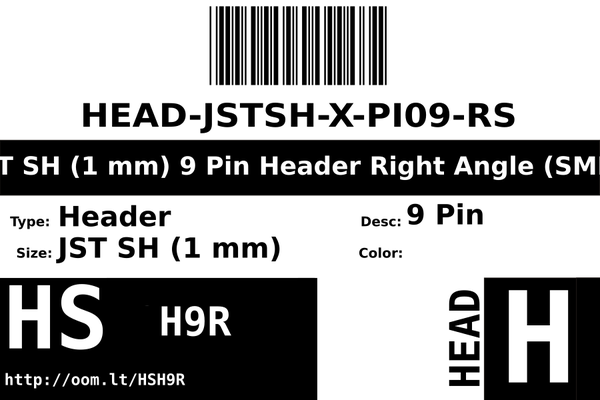 HEAD-JSTSH-X-PI09-RS
T SH (1 mm) 9 Pin Header Right Angle (SM
Type: Header
Desc: 9 Pin
Size: JST SH (1 mm)
Color:
HS
H9R
HEAD
H
http://oom.lt/HSH9R